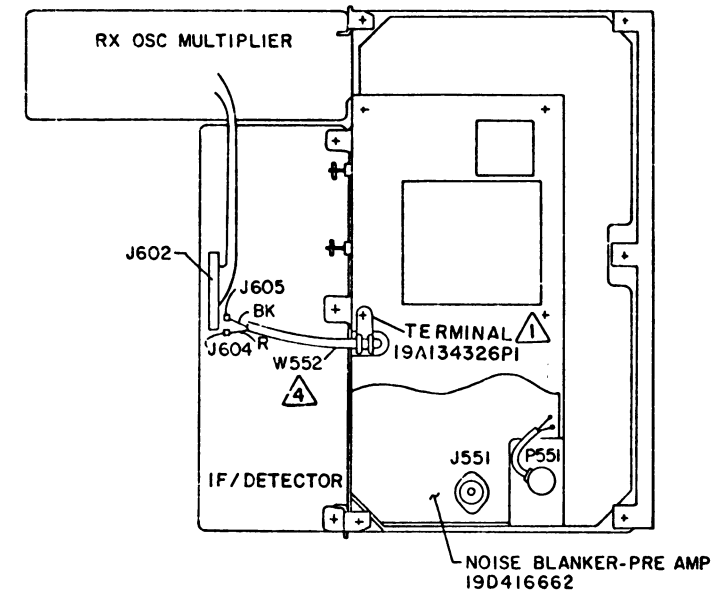 RX OSC MULTIPLIER
J602
J605
BK
J604
R
W552
4
TERMINAL
19A134326P1
1
IF/DETECTOR
J551
P551
NOISE BLANKER-PRE AMP
19D416662